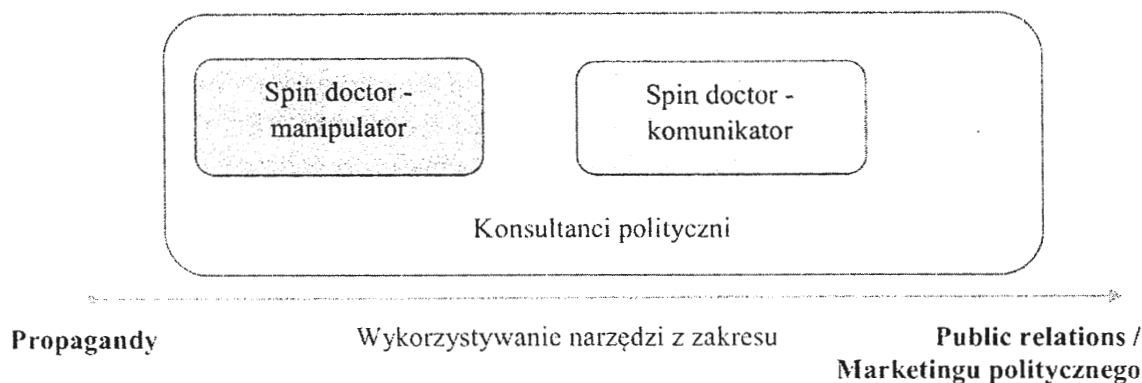 Spin doctor -
manipulator
Spin doctor -
komunikator
Konsultanci polityczni
Propagandy
Wykorzystywanie narzędzi z zakresu
Public relations /
Marketingu politycznego